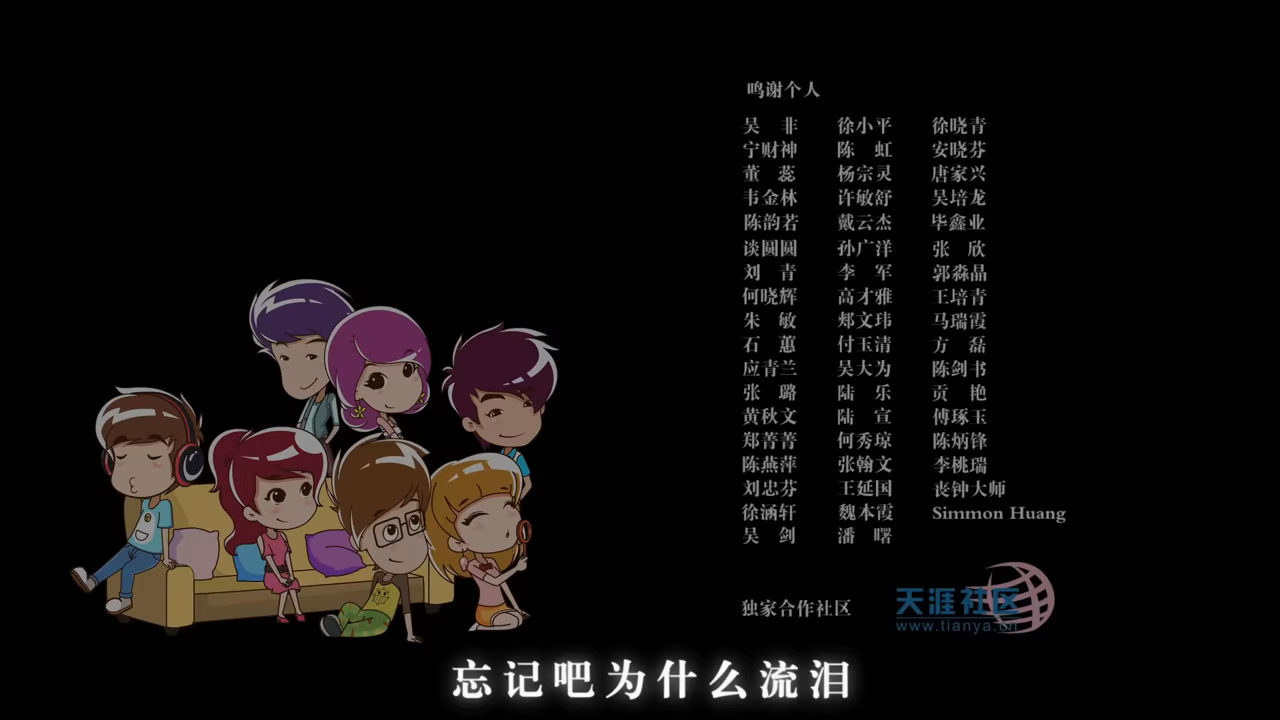 鸣谢个人
吴 非 徐小平 徐晓青
宁财神 陈 虹 安晓芬
董 蕊 杨宗灵 唐家兴
韦金林 许敏舒 吴培龙
陈韵若 戴云杰 毕鑫业
谈圆圆 孙广洋 张 欣
刘 青 李 军 郭淼晶
何晓辉 高才雅 王培青
朱 敏 郏文玮 马瑞霞
石 蕙 付玉清 方 磊
应青兰 吴大为 陈剑书
张 璐 陆 乐 贡 艳
黄秋文 陆 宣 傅琢玉
郑菁菁 何秀琼 陈炳锋
陈燕萍 张翰文 李桃瑞
刘忠芬 王延国 丧钟大师
徐涵轩 魏本霞 Simmon Huang
吴 剑 潘 曙
独家合作社区 天涯社区
www.tianya.cn
忘记吧为什么流泪